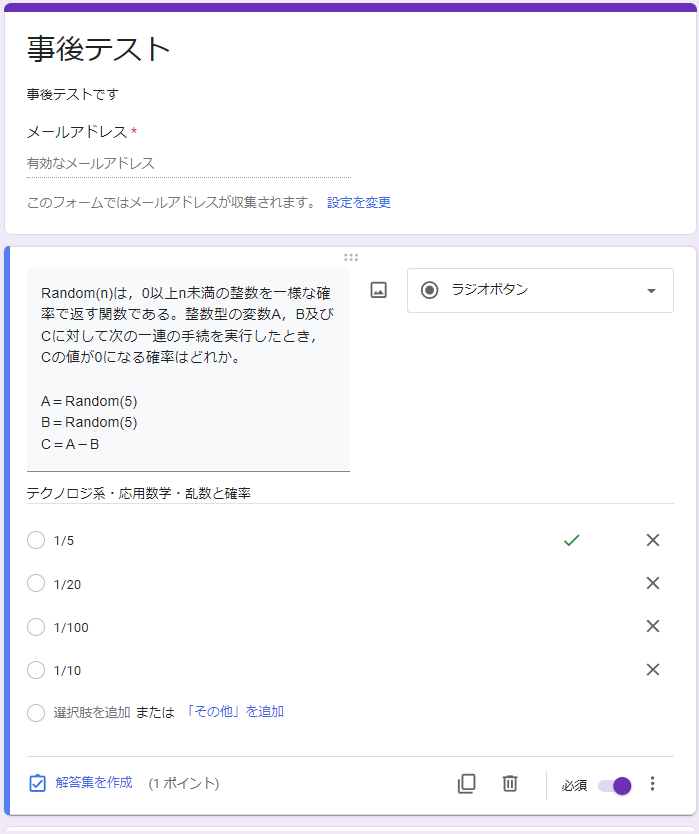 事後テスト
事後テストです
メールアドレス *
有効なメールアドレス
このフォームではメールアドレスが収集されます。 設定を変更
Random(n)は，0以上n未満の整数を一様な確
率で返す関数である。整数型の変数A，B及び
Cに対して次の一連の手続を実行したとき，
Cの値が0になる確率はどれか。
A＝Random(5)
B＝Random(5)
C＝A－B
ラジオボタン
テクノロジ系・応用数学・乱数と確率
1/5
1/20
1/100
1/10
選択肢を追加 または 「その他」を追加
解答集を作成 (1 ポイント)
必須